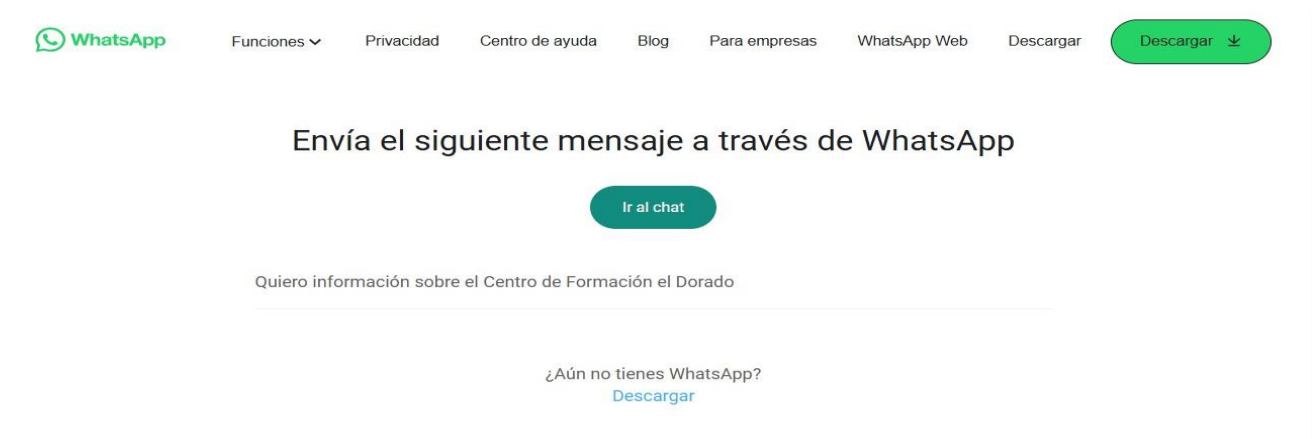 WhatsApp Funciones Privacidad Centro de ayuda Blog Para empresas WhatsApp Web Descargar Descargar
Envía el siguiente mensaje a través de WhatsApp
Ir al chat
Quiero información sobre el Centro de Formación el Dorado
¿Aún no tienes WhatsApp?
Descargar